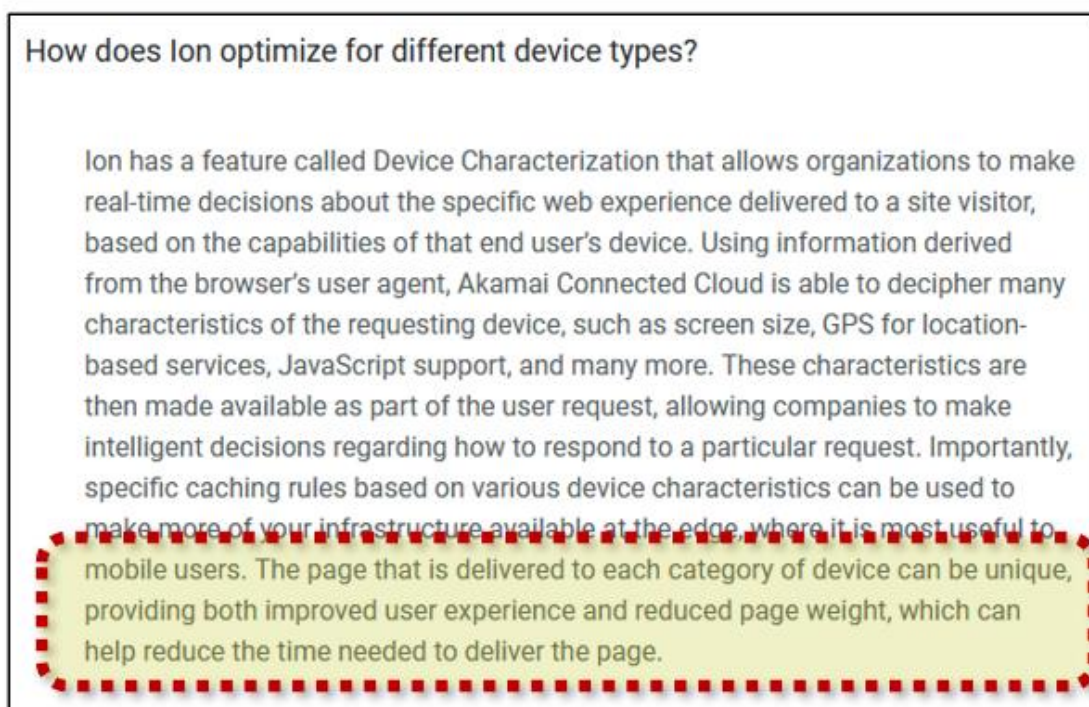 How does Ion optimize for different device types?
Ion has a feature called Device Characterization that allows organizations to make
real-time decisions about the specific web experience delivered to a site visitor,
based on the capabilities of that end user's device. Using information derived
from the browser's user agent, Akamai Connected Cloud is able to decipher many
characteristics of the requesting device, such as screen size, GPS for location-
based services, JavaScript support, and many more. These characteristics are
then made available as part of the user request, allowing companies to make
intelligent decisions regarding how to respond to a particular request. Importantly,
specific caching rules based on various device characteristics can be used to
make more of your infrastructure available at the edge, where it is most useful to
mobile users. The page that is delivered to each category of device can be unique,
providing both improved user experience and reduced page weight, which can
help reduce the time needed to deliver the page.